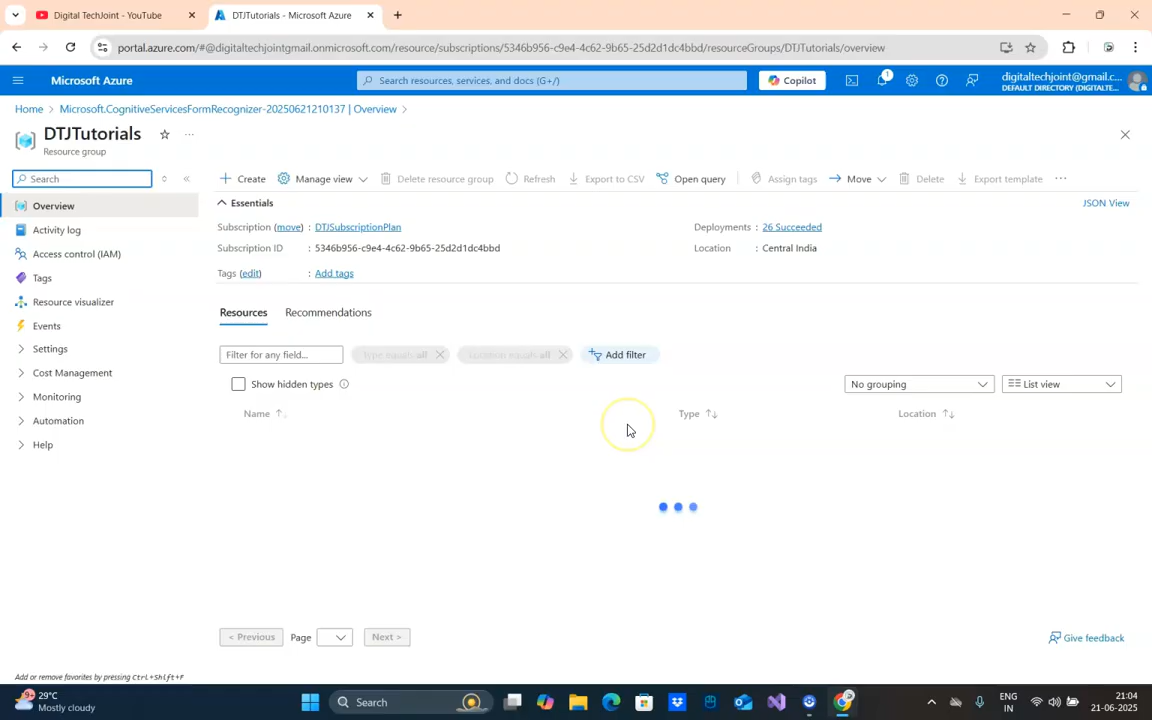 Digital TechJoint - YouTube
DTJTutorials - Microsoft Azure
portal.azure.com/#@digitaltechjointgmail.onmicrosoft.com/resource/subscriptions/5346b956-c9e4-4c62-9b65-25d2d1dc4bbd/resourceGroups/DTJTutorials/overview
Microsoft Azure
Search resources, services, and docs (G+/)
Copilot
1
digitaltechjoint@gmail.c...
DEFAULT DIRECTORY (DIGITALTE...
Home > Microsoft.CognitiveServicesFormRecognizer-20250621210137 | Overview >
DTJTutorials
Resource group
Search
Overview
Activity log
Access control (IAM)
Tags
Resource visualizer
Events
Settings
Cost Management
Monitoring
Automation
Help
Create Manage view Delete resource group Refresh Export to CSV Open query Assign tags Move Delete Export template
Essentials
JSON View
Subscription (move) : DTJSubscriptionPlan
Deployments : 26 Succeeded
Subscription ID : 5346b956-c9e4-4c62-9b65-25d2d1dc4bbd
Location : Central India
Tags (edit) : Add tags
Resources Recommendations
Filter for any field... Type equals all Location equals all Add filter
Show hidden types
No grouping
List view
Name Type Location
< Previous Page Next >
Give feedback
Add or remove favorites by pressing Ctrl+Shift+F
9+
29°C
Mostly cloudy
Search
ENG
IN
21:04
21-06-2025